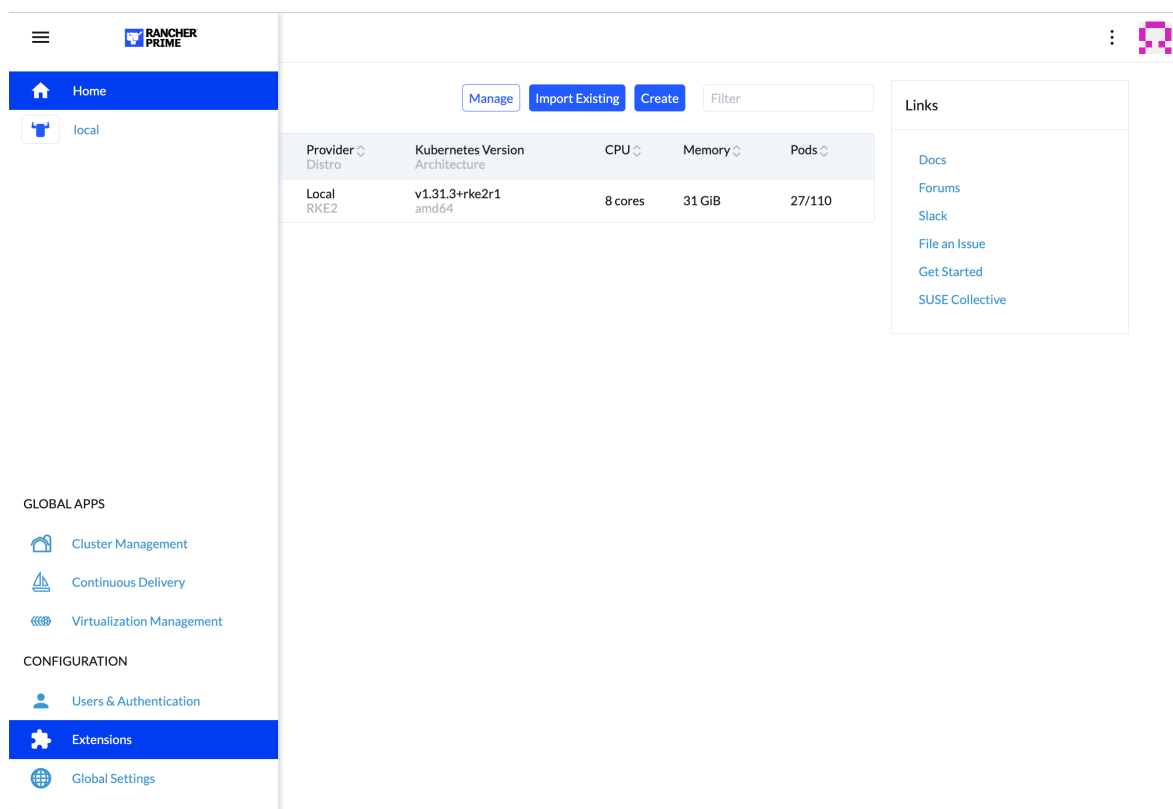 RANCHER
PRIME
Home
local
GLOBAL APPS
Cluster Management
Continuous Delivery
Virtualization Management
CONFIGURATION
Users & Authentication
Extensions
Global Settings
Manage Import Existing Create Filter
Provider Kubernetes Version CPU Memory Pods
Distro Architecture
Local v1.31.3+rke2r1 8 cores 31 GiB 27/110
RKE2 amd64
Links
Docs
Forums
Slack
File an Issue
Get Started
SUSE Collective